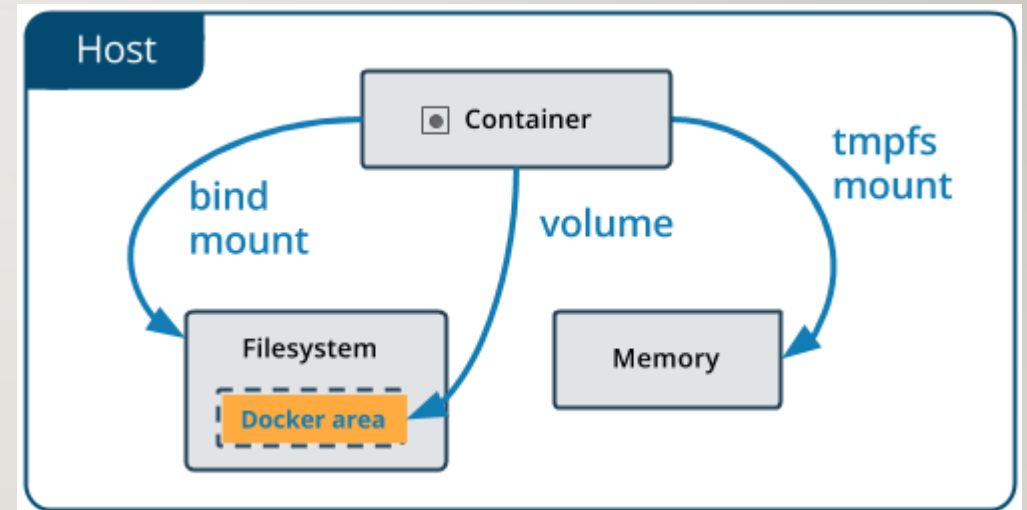 Host
Container
tmpfs
mount
bind
mount
volume
Filesystem
Memory
Docker area